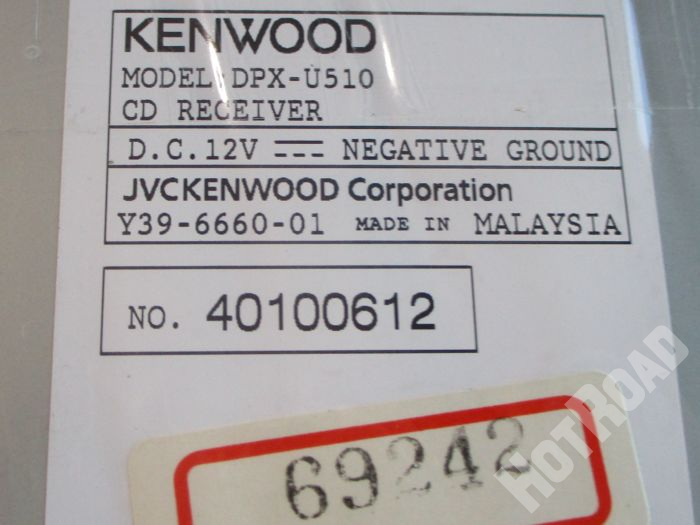 KENWOOD
MODEL DPX-U510
CD RECEIVER
D.C.12V NEGATIVE GROUND
JVCKENWOOD Corporation
Y39-6660-01 MADE IN MALAYSIA
NO. 40100612
69242
HOTROAD